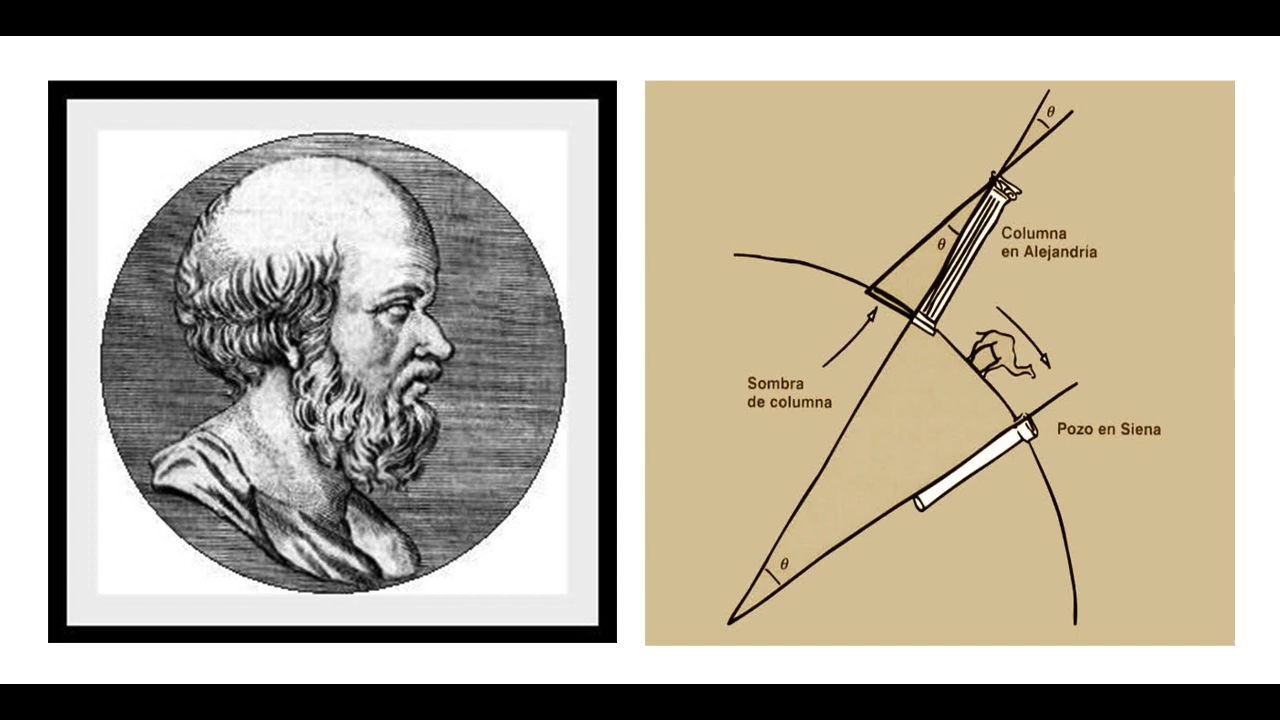 θ
θ
Columna
en Alejandría
Sombra
de columna
Pozo en Siena
θ